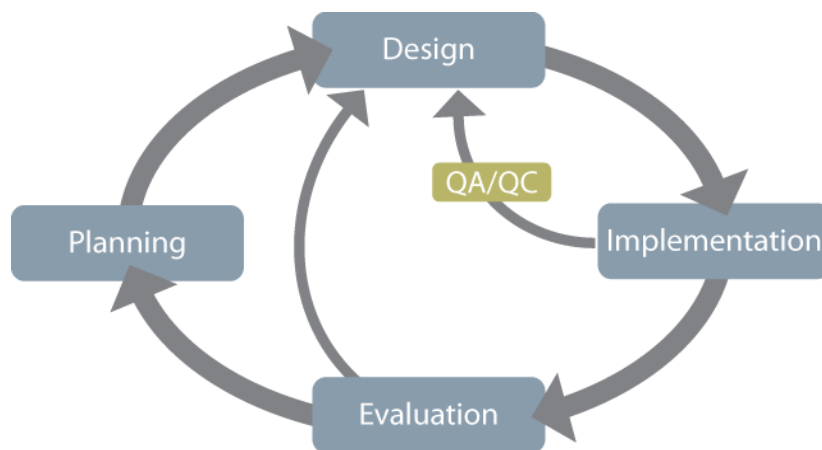 Design
QA/QC
Planning
Implementation
Evaluation